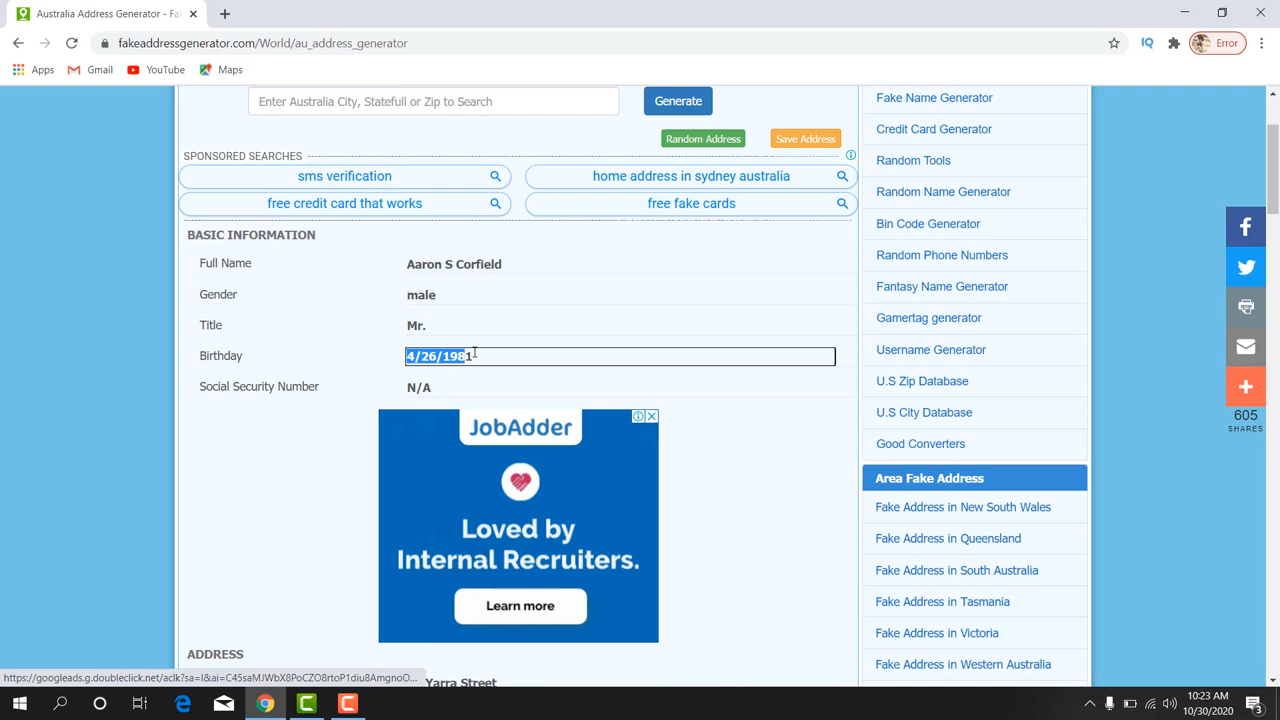 Australia Address Generator - Fa
fakeaddressgenerator.com/World/au_address_generator
IQ
Error
Apps
Gmail
YouTube
Maps
Enter Australia City, Statefull or Zip to Search
Generate
Random Address
Save Address
SPONSORED SEARCHES
sms verification
home address in sydney australia
free credit card that works
free fake cards
BASIC INFORMATION
Full Name
Aaron S Corfield
Gender
male
Title
Mr.
Birthday
4/26/1981
Social Security Number
N/A
JobAdder
Loved by
Internal Recruiters.
Learn more
ADDRESS
Yarra Street
Fake Name Generator
Credit Card Generator
Random Tools
Random Name Generator
Bin Code Generator
Random Phone Numbers
Fantasy Name Generator
Gamertag generator
Username Generator
U.S Zip Database
U.S City Database
Good Converters
Area Fake Address
Fake Address in New South Wales
Fake Address in Queensland
Fake Address in South Australia
Fake Address in Tasmania
Fake Address in Victoria
Fake Address in Western Australia
605
SHARES
10:23 AM
10/30/2020
3